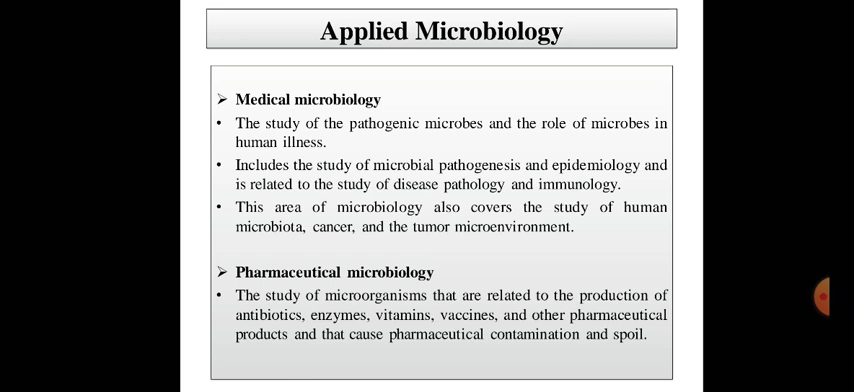 Applied Microbiology
➢ Medical microbiology
• The study of the pathogenic microbes and the role of microbes in
human illness.
• Includes the study of microbial pathogenesis and epidemiology and
is related to the study of disease pathology and immunology.
• This area of microbiology also covers the study of human
microbiota, cancer, and the tumor microenvironment.
➢ Pharmaceutical microbiology
• The study of microorganisms that are related to the production of
antibiotics, enzymes, vitamins, vaccines, and other pharmaceutical
products and that cause pharmaceutical contamination and spoil.